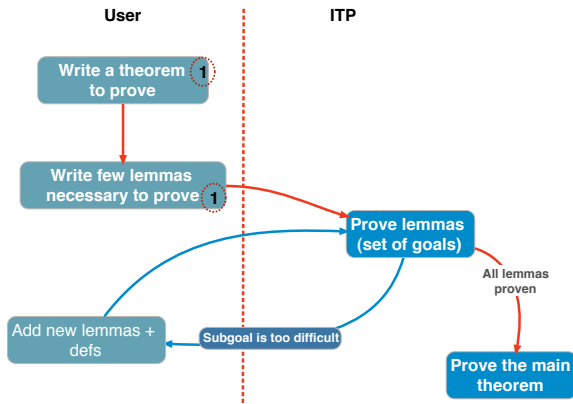 User
ITP
Write a theorem
to prove
1
Write few lemmas
necessary to prove
1
Prove lemmas
(set of goals)
All lemmas
proven
Add new lemmas +
defs
Subgoal is too difficult
Prove the main
theorem